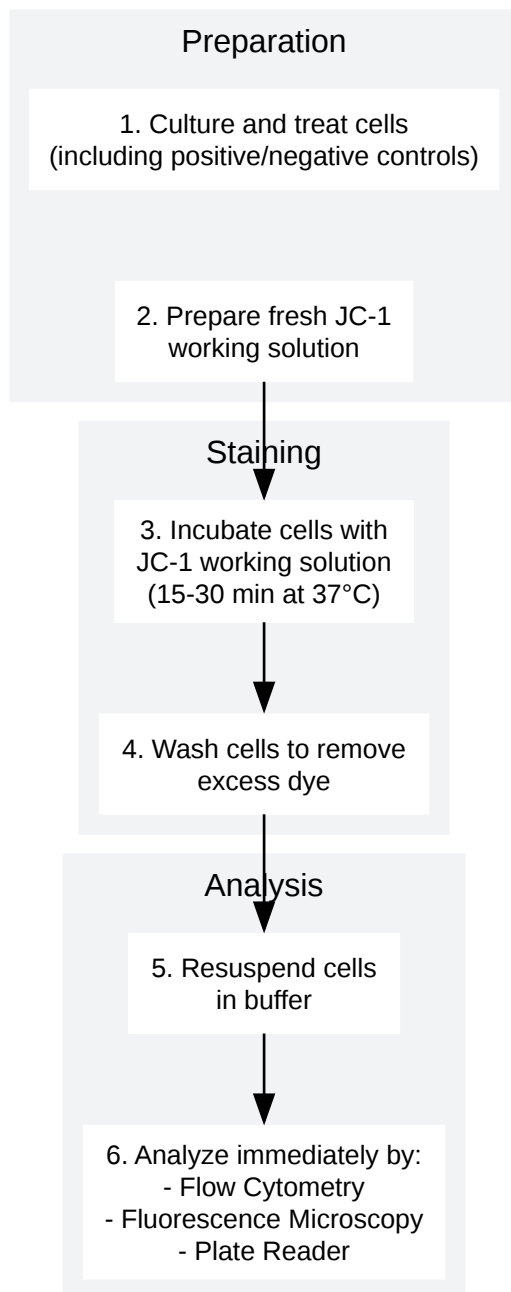 Preparation
1. Culture and treat cells
(including positive/negative controls)
2. Prepare fresh JC-1
working solution
Staining
3. Incubate cells with
JC-1 working solution
(15-30 min at 37°C)
4. Wash cells to remove
excess dye
Analysis
5. Resuspend cells
in buffer
6. Analyze immediately by:
- Flow Cytometry
- Fluorescence Microscopy
- Plate Reader